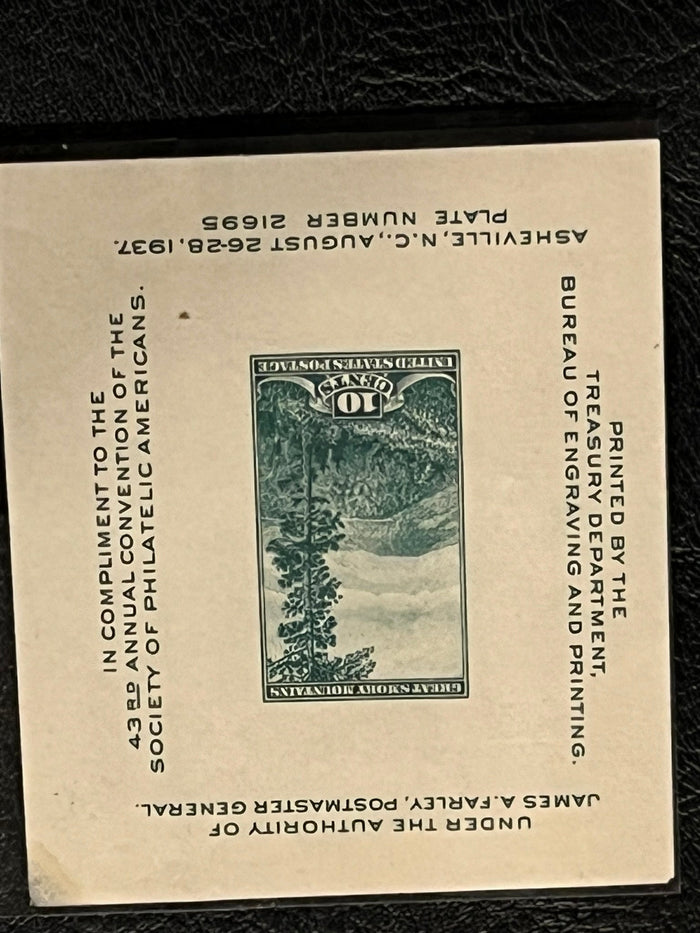 UNDER THE AUTHORITY OF
JAMES A. FARLEY, POSTMASTER GENERAL.
PRINTED BY THE
TREASURY DEPARTMENT,
BUREAU OF ENGRAVING AND PRINTING.
GREAT SMOKY MOUNTAINS
10
CENTS
UNITED STATES POSTAGE
IN COMPLIMENT TO THE
43RD ANNUAL CONVENTION OF THE
SOCIETY OF PHILATELIC AMERICANS.
ASHEVILLE, N.C., AUGUST 26-28, 1937.
PLATE NUMBER 21695